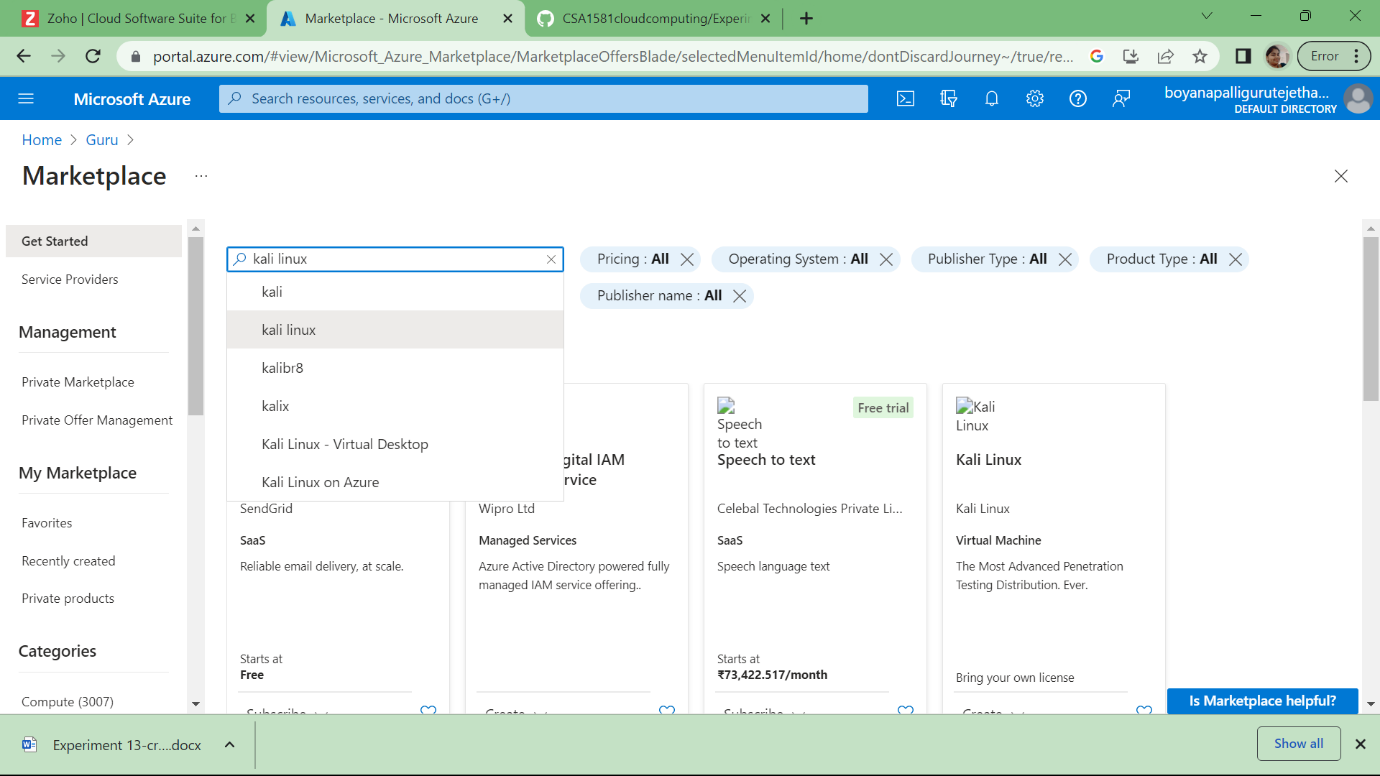 Zoho | Cloud Software Suite for B
Marketplace - Microsoft Azure
CSA1581cloudcomputing/Experim
portal.azure.com/#view/Microsoft_Azure_Marketplace/MarketplaceOffersBlade/selectedMenuItemId/home/dontDiscardJourney~/true/re...
Error
Microsoft Azure
Search resources, services, and docs (G+/)
boyanapalligurutejetha...
DEFAULT DIRECTORY
Home > Guru >
Marketplace ...
Get Started
Service Providers
Management
Private Marketplace
Private Offer Management
My Marketplace
Favorites
Recently created
Private products
Categories
Compute (3007)
kali linux
Pricing : All
Operating System : All
Publisher Type : All
Product Type : All
Publisher name : All
kali
kali linux
kalibr8
kalix
Kali Linux - Virtual Desktop
Kali Linux on Azure
SendGrid
SaaS
Reliable email delivery, at scale.
Starts at
Free
Subscribe
gital IAM
rvice
Wipro Ltd
Managed Services
Azure Active Directory powered fully
managed IAM service offering..
Create
Speech
to text
Free trial
Speech to text
Celebal Technologies Private Li...
SaaS
Speech language text
Starts at
₹73,422.517/month
Subscribe
Kali
Linux
Kali Linux
Kali Linux
Virtual Machine
The Most Advanced Penetration
Testing Distribution. Ever.
Bring your own license
Create
Is Marketplace helpful?
Experiment 13-cr....docx
Show all